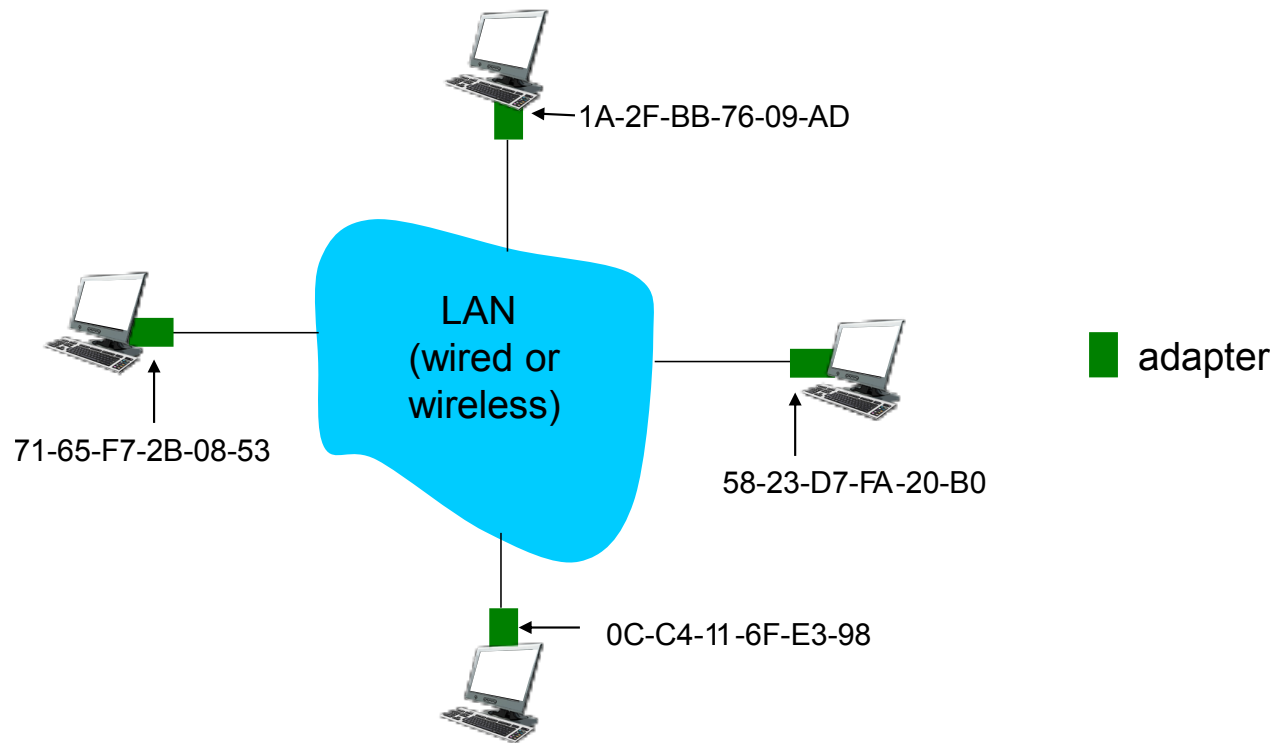 1A-2F-BB-76-09-AD
LAN
(wired or
wireless)
adapter
71-65-F7-2B-08-53
58-23-D7-FA-20-B0
0C-C4-11-6F-E3-98